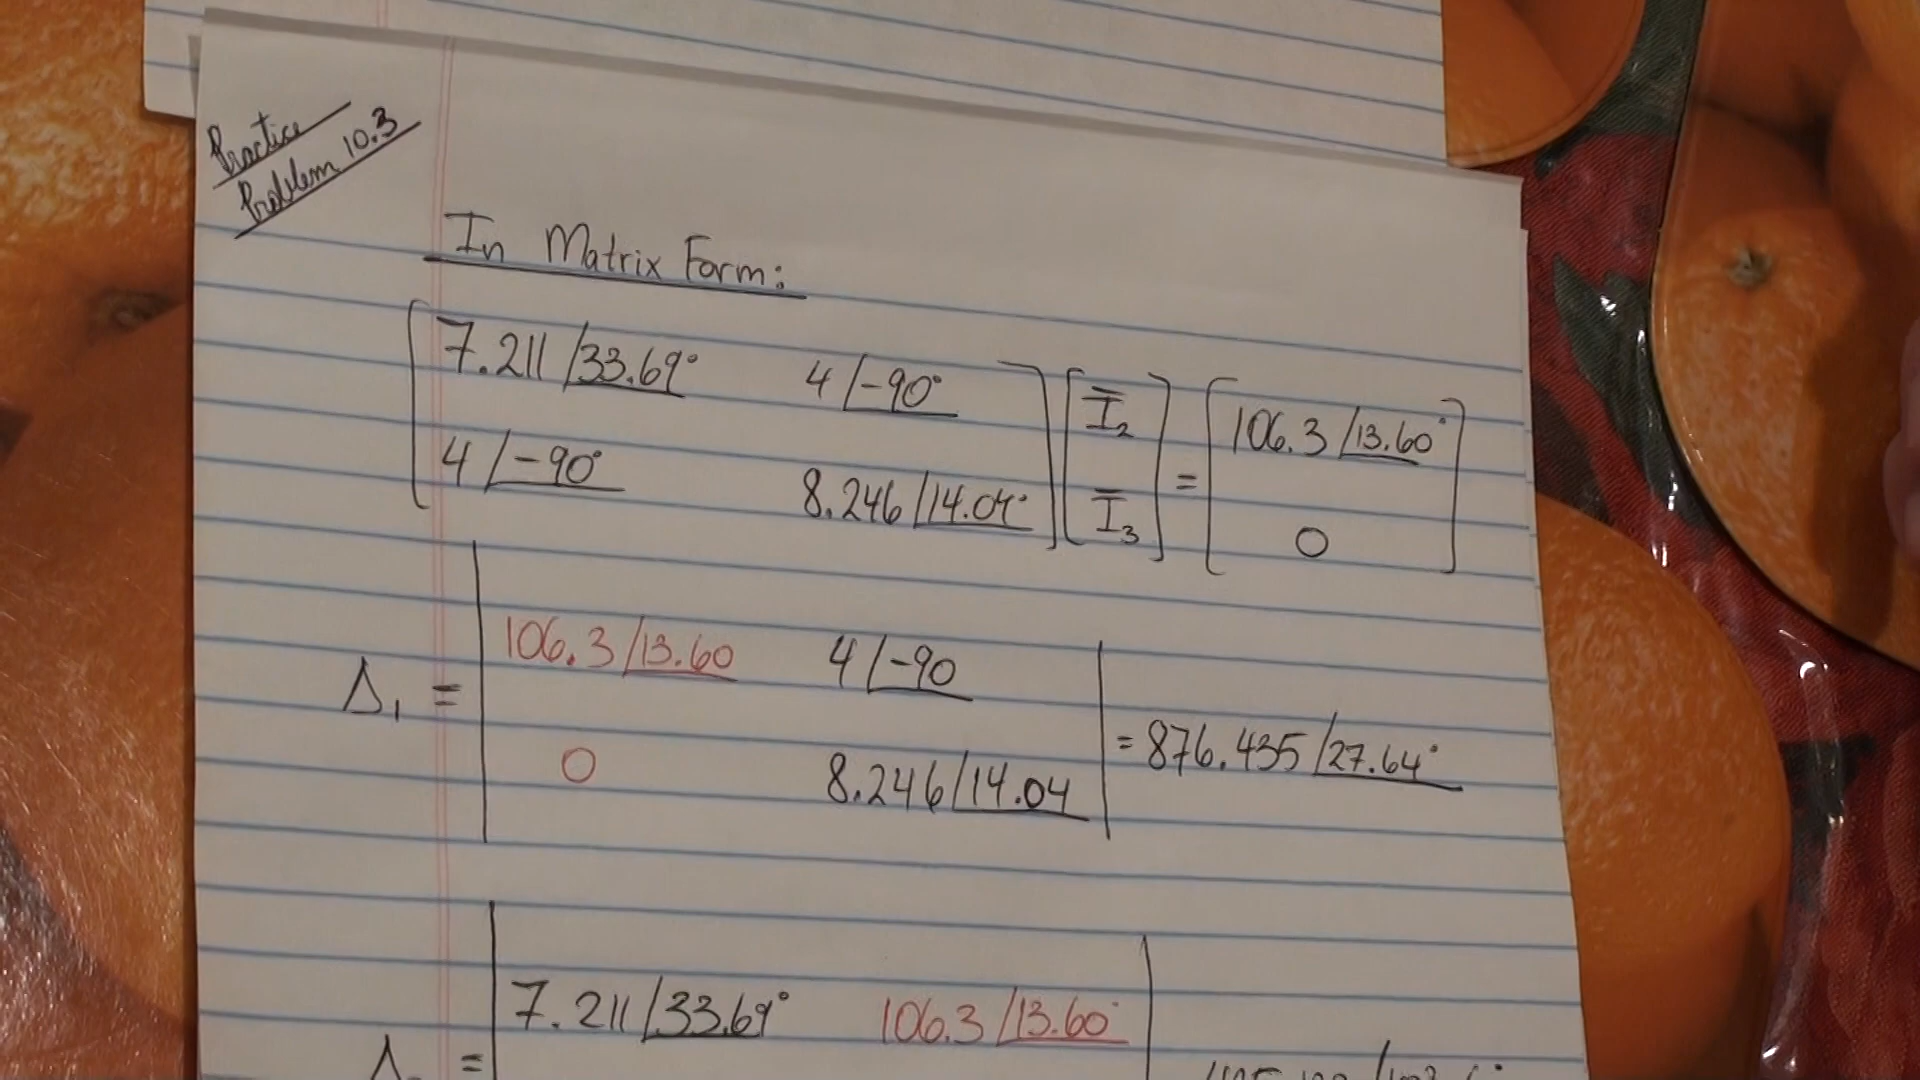 Practice
Problem 10.3
In Matrix Form:
7.211 /33.69° 4 /-90° Ī₂ = 106.3 /13.60°
4 /-90° 8.246 /14.04° Ī₃ 0
Δ₁ = 106.3 /13.60 4 /-90 = 876.435 /27.64°
0 8.246 /14.04
7.211 /33.69° 106.3 /13.60°
Δ =